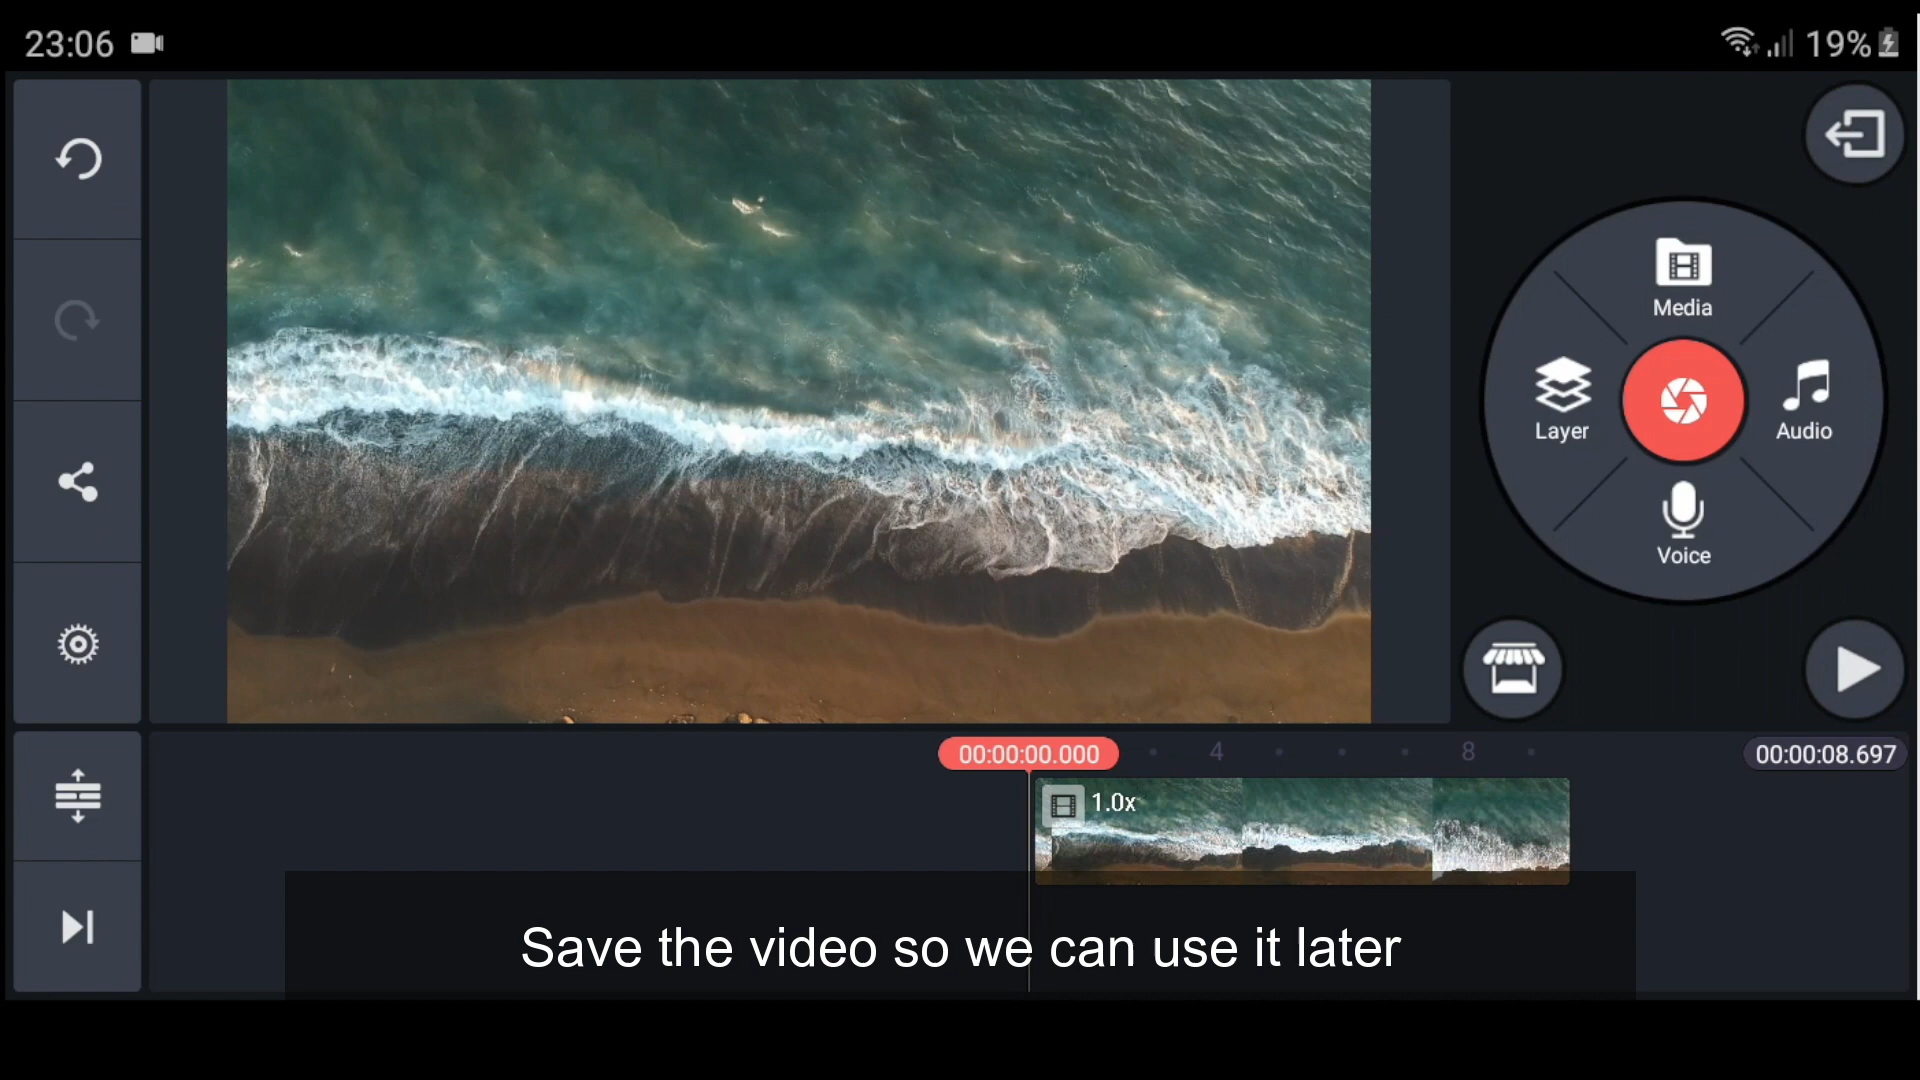 23:06
19%
Media
Layer
Audio
Voice
00:00:00.000
4
8
00:00:08.697
1.0x
Save the video so we can use it later